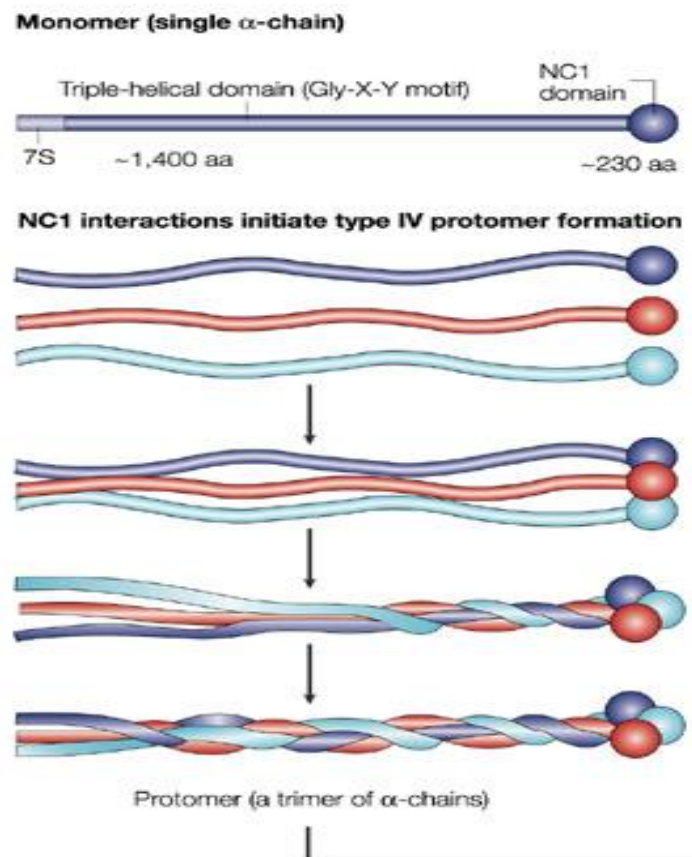 Monomer (single α-chain)
Triple-helical domain (Gly-X-Y motif)
NC1
domain
7S
~1,400 aa
~230 aa
NC1 interactions initiate type IV protomer formation
Protomer (a trimer of α-chains)